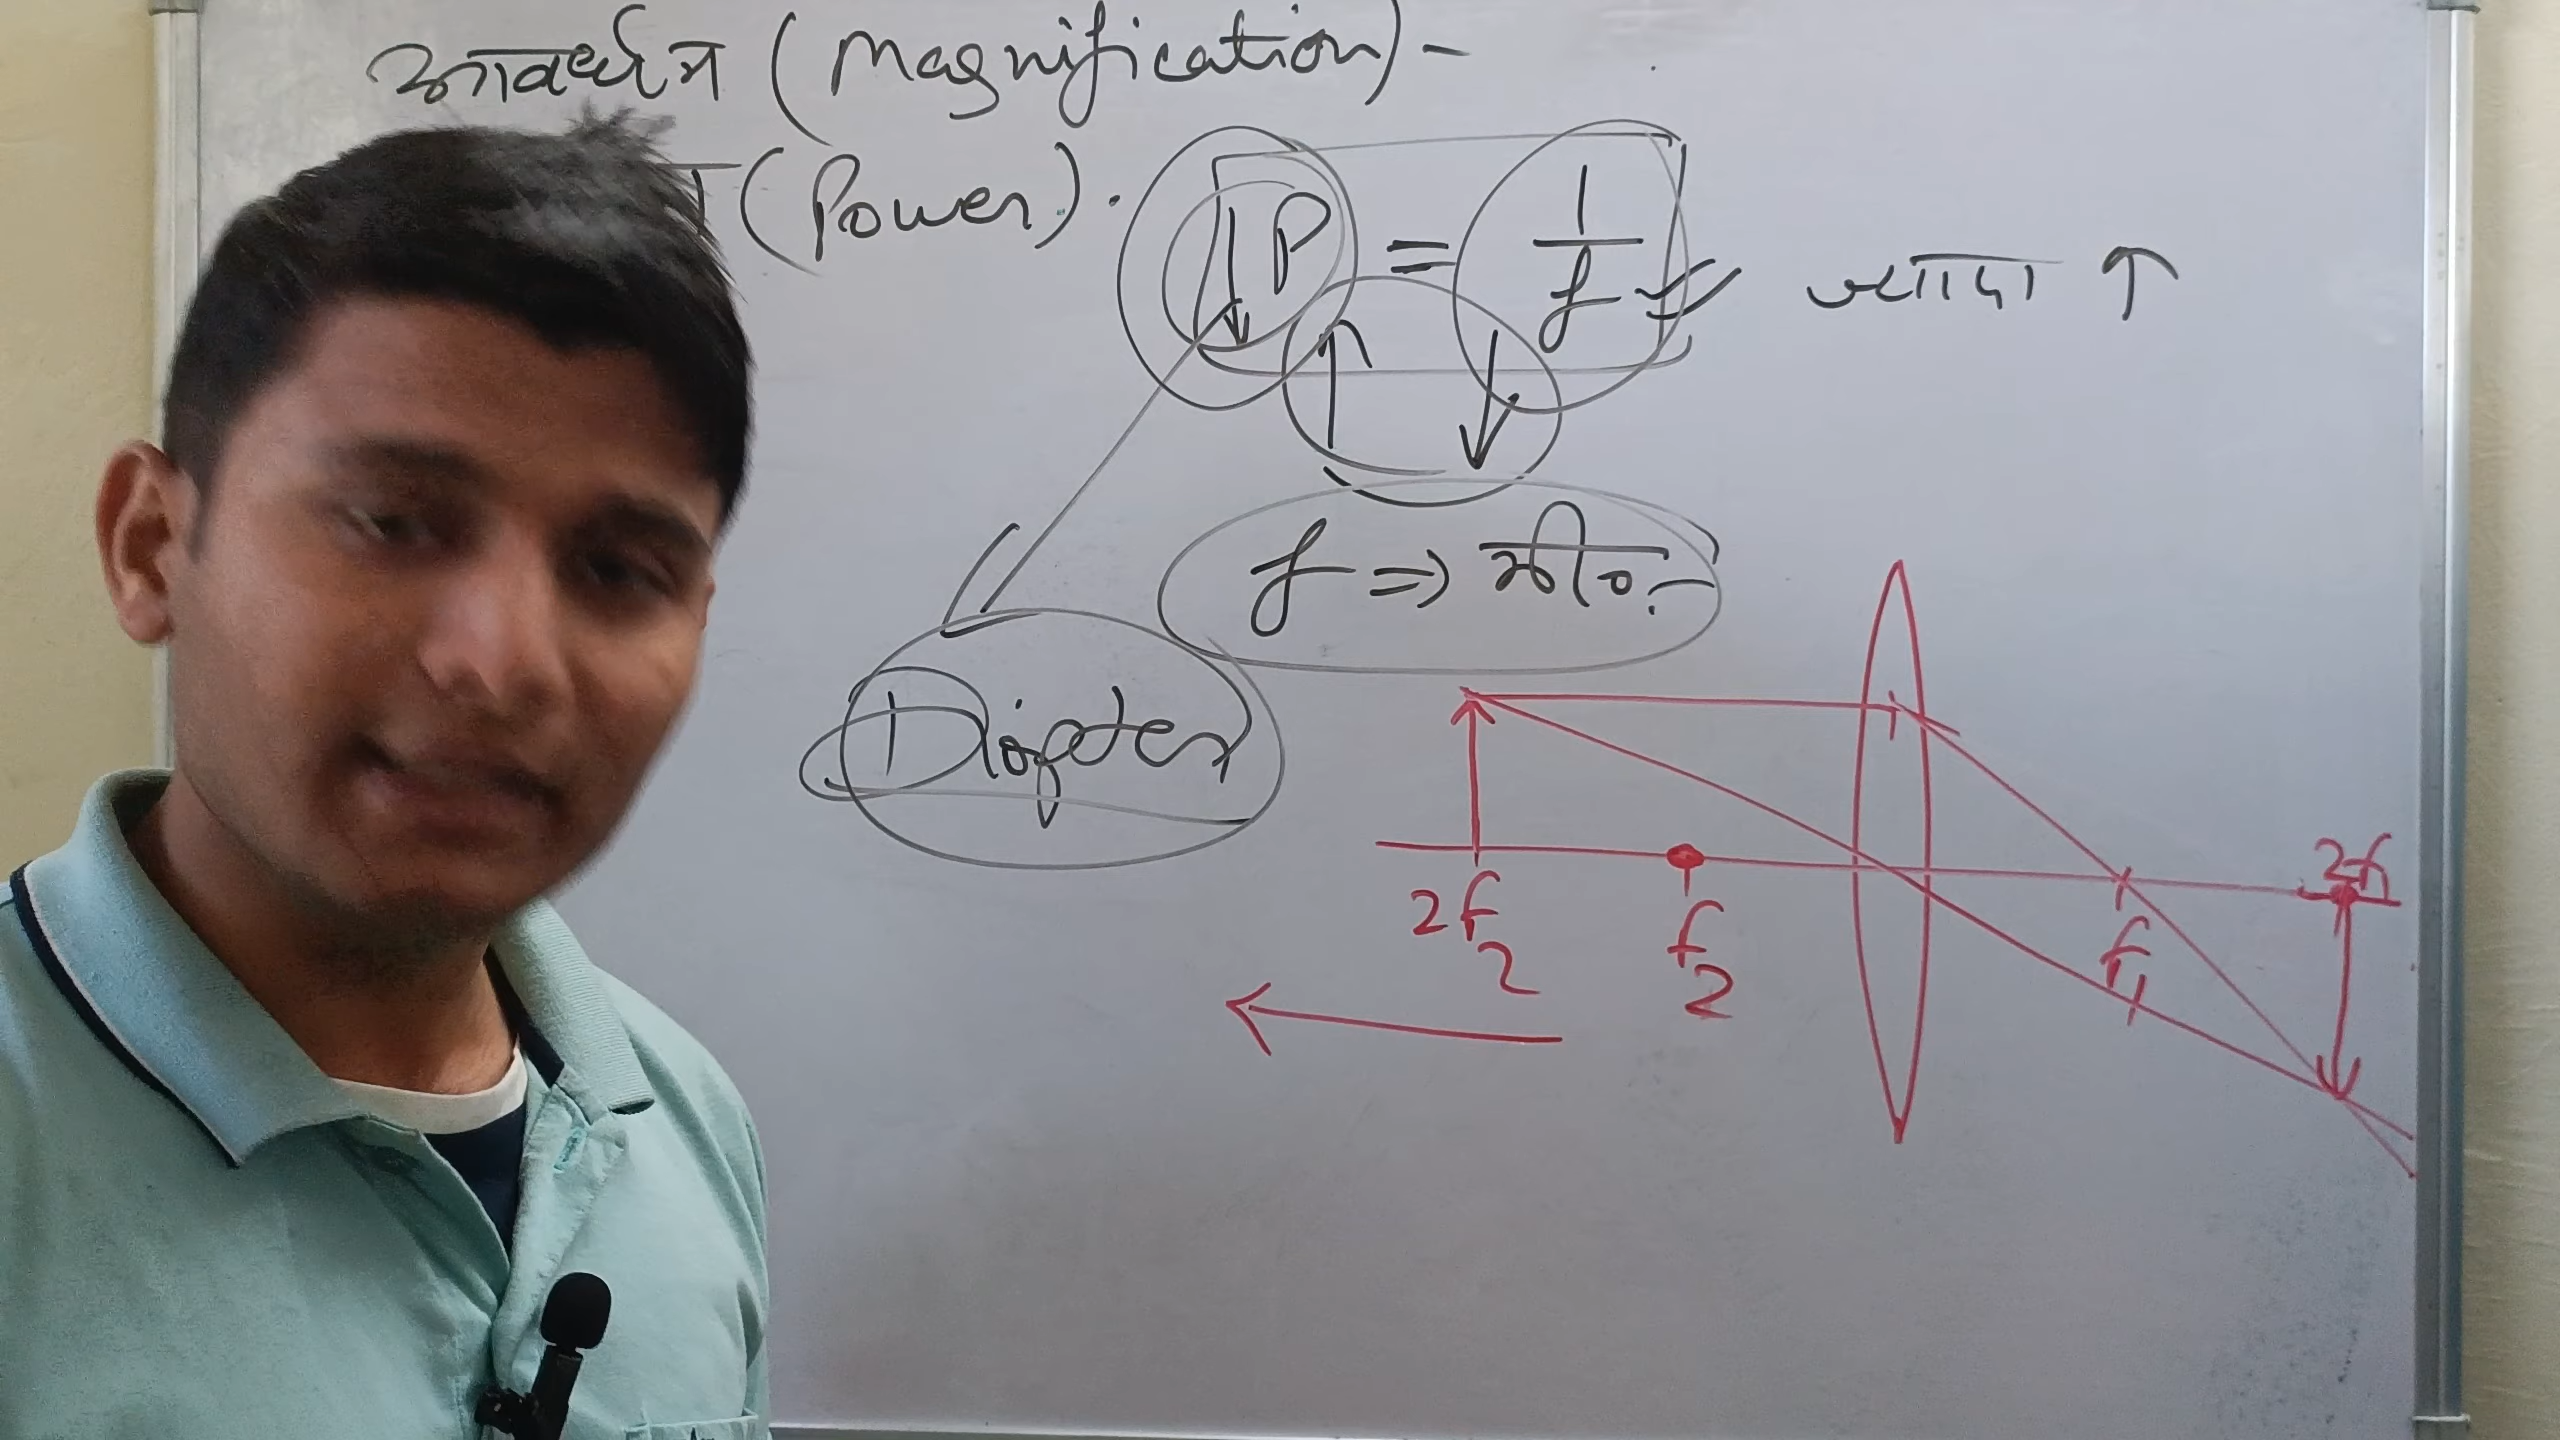 आवर्धन (Magnification) -
(Power).
P = 1/f ज्यादा ↑
f => मी०
Diopter
2f
2f2
f2
f1